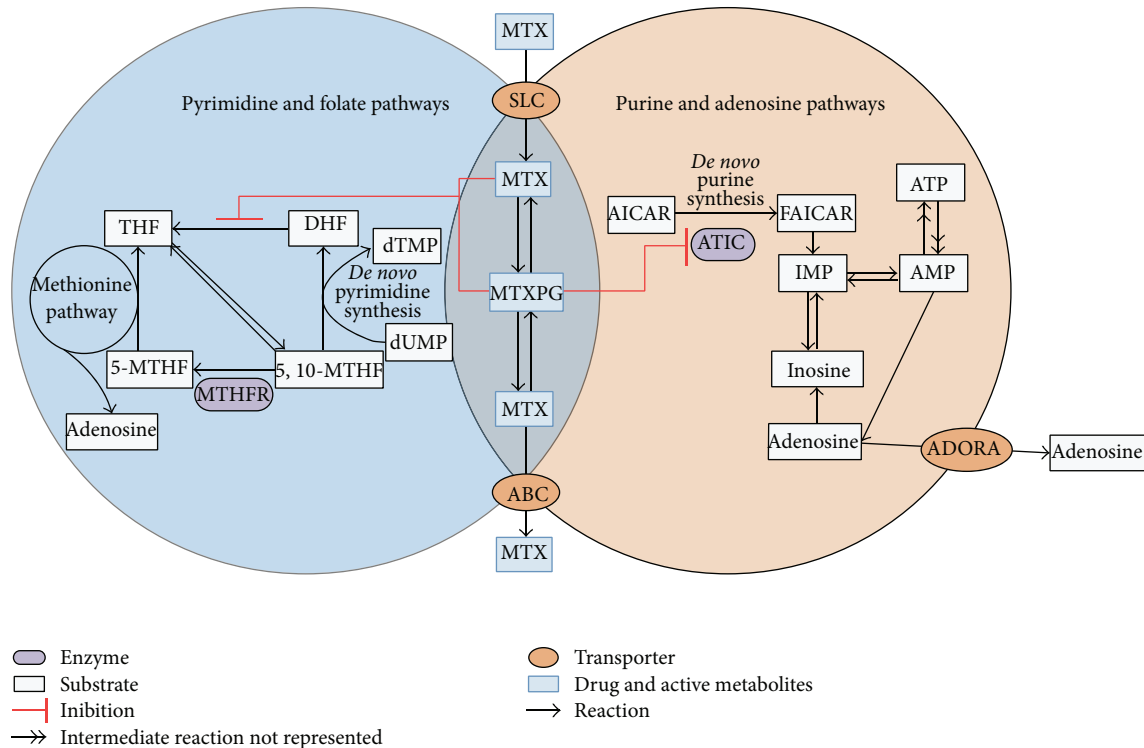 MTX
SLC
Pyrimidine and folate pathways
Purine and adenosine pathways
MTX
De novo
purine
synthesis
ATP
AICAR
FAICAR
THF
DHF
dTMP
ATIC
De novo
pyrimidine
synthesis
IMP
AMP
Methionine
pathway
MTXPG
dUMP
5-MTHF
5, 10-MTHF
MTHFR
Inosine
MTX
Adenosine
Adenosine
ADORA
Adenosine
ABC
MTX
Enzyme
Substrate
Inibition
Intermediate reaction not represented
Transporter
Drug and active metabolites
Reaction